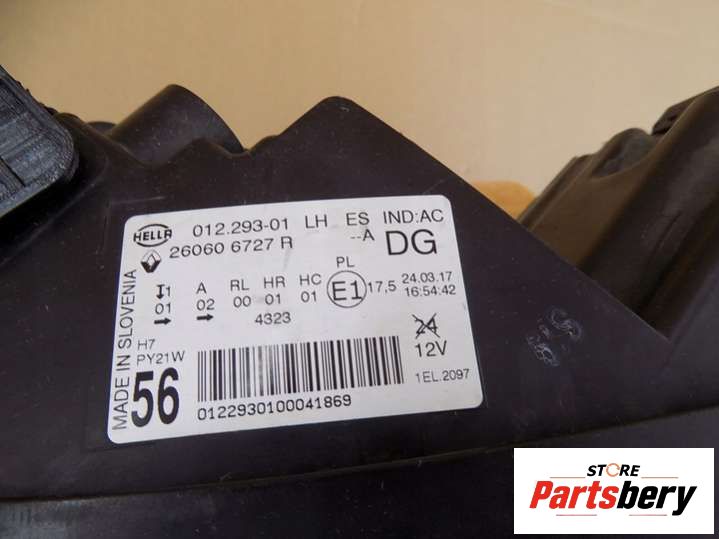 HELLA 012.293-01 LH ES IND:AC
26060 6727 R --A DG
PL
1 A RL HR HC E1 17,5 24.03.17
01 02 00 01 01 16:54:42
4323
H7
PY21W
24
12V
MADE IN SLOVENIA
56
01229300100041869
1EL.2097
STORE
Partsbery